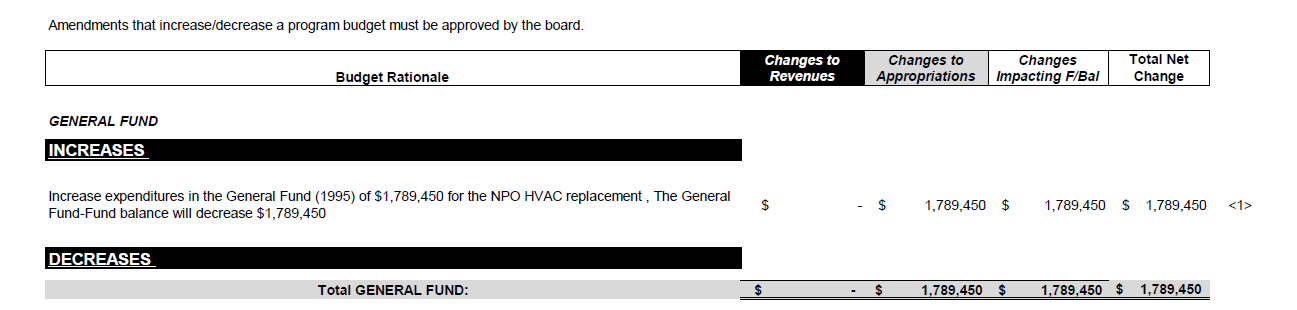 Amendments that increase/decrease a program budget must be approved by the board.
Budget Rationale
Changes to Revenues
Changes to Appropriations
Changes Impacting F/Bal
Total Net Change
GENERAL FUND
INCREASES
Increase expenditures in the General Fund (1995) of $1,789,450 for the NPO HVAC replacement , The General
Fund-Fund balance will decrease $1,789,450
$ - $ 1,789,450 $ 1,789,450 $ 1,789,450 <1>
DECREASES
Total GENERAL FUND: $ - $ 1,789,450 $ 1,789,450 $ 1,789,450